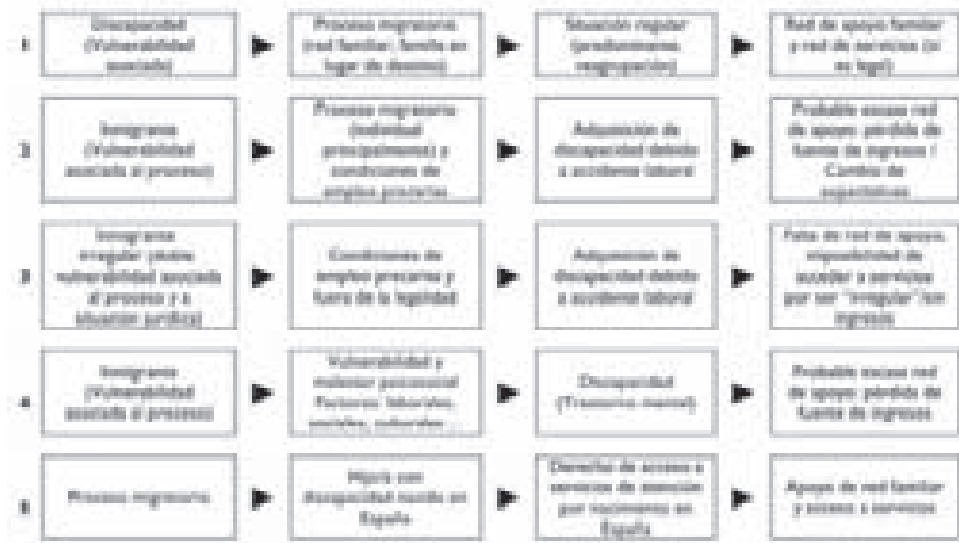 1
Discapacidad
(Vulnerabilidad
asociada)
Proceso migratorio
(red familiar, familia en
lugar de destino)
Situación regular
(predominando
reagrupación)
Red de apoyo familiar
y red de servicios (si
es legal)
2
Inmigrante
(Vulnerabilidad
asociada al proceso)
Proceso migratorio
(individual
principalmente) y
condiciones de
empleo precarias
Adquisición de
discapacidad debido
a accidente laboral
Probable escasa red
de apoyo: pérdida de
fuente de ingresos /
Cambio de
expectativas
3
Inmigrante
irregular (doble
vulnerabilidad asociada
al proceso y a
situación jurídica)
Condiciones de
empleo precarias y
fuera de la legalidad
Adquisición de
discapacidad debido
a accidente laboral
Falta de red de apoyo,
imposibilidad de
acceder a servicios
por ser "irregular"/sin
ingresos
4
Inmigrante
(Vulnerabilidad
asociada al proceso)
Vulnerabilidad y
malestar psicosocial
Factores: laborales,
sociales, culturales ...
Discapacidad
(Trastorno mental)
Probable escasa red
de apoyo: pérdida de
fuente de ingresos
5
Proceso migratorio
con
discapacidad nacido en
España
Derecho de acceso a
servicios de atención
por nacimiento en
España
Apoyo de red familiar
y acceso a servicios